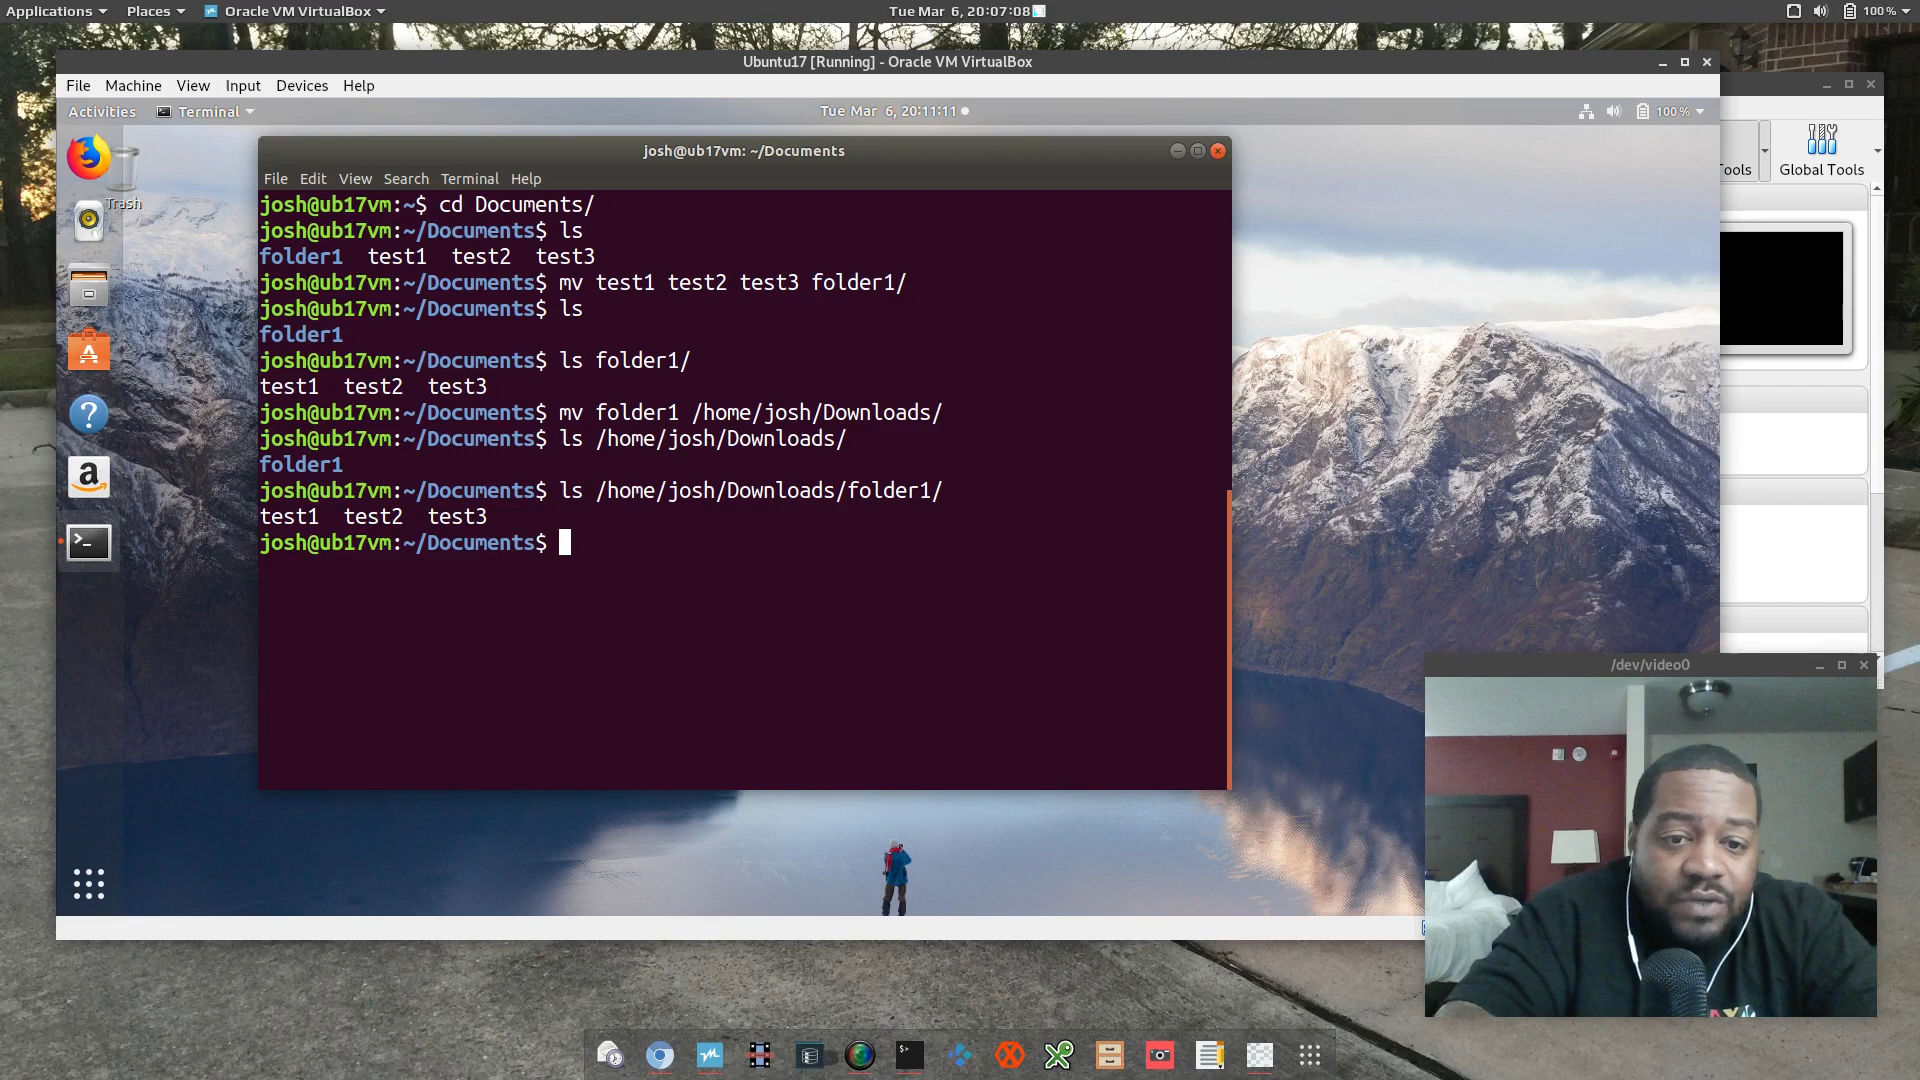 Applications Places Oracle VM VirtualBox Tue Mar 6, 20:07:08 100%
Ubuntu17 [Running] - Oracle VM VirtualBox
File Machine View Input Devices Help
Activities Terminal Tue Mar 6, 20:11:11 100%
Trash
josh@ub17vm: ~/Documents
File Edit View Search Terminal Help
josh@ub17vm:~$ cd Documents/
josh@ub17vm:~/Documents$ ls
folder1 test1 test2 test3
josh@ub17vm:~/Documents$ mv test1 test2 test3 folder1/
josh@ub17vm:~/Documents$ ls
folder1
josh@ub17vm:~/Documents$ ls folder1/
test1 test2 test3
josh@ub17vm:~/Documents$ mv folder1 /home/josh/Downloads/
josh@ub17vm:~/Documents$ ls /home/josh/Downloads/
folder1
josh@ub17vm:~/Documents$ ls /home/josh/Downloads/folder1/
test1 test2 test3
josh@ub17vm:~/Documents$
ools Global Tools
/dev/video0